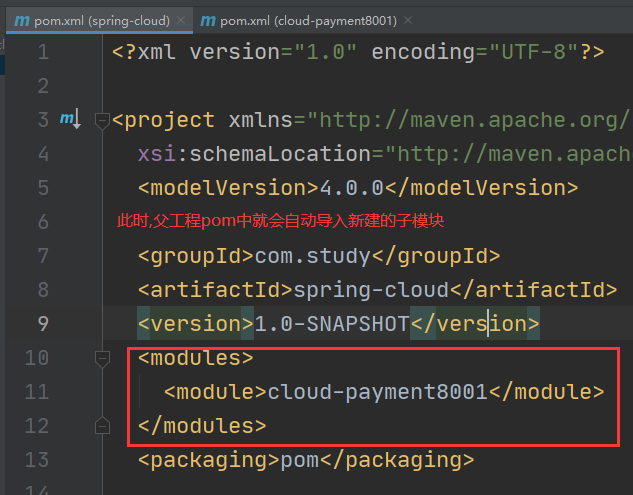 pom.xml (spring-cloud) × pom.xml (cloud-payment8001) ×
1 <?xml version="1.0" encoding="UTF-8"?>
2
3 <project xmlns="http://maven.apache.org/
4 xsi:schemaLocation="http://maven.apach
5 <modelVersion>4.0.0</modelVersion>
6 此时,父工程pom中就会自动导入新建的子模块
7 <groupId>com.study</groupId>
8 <artifactId>spring-cloud</artifactId>
9 <version>1.0-SNAPSHOT</version>
10 <modules>
11 <module>cloud-payment8001</module>
12 </modules>
13 <packaging>pom</packaging>
14